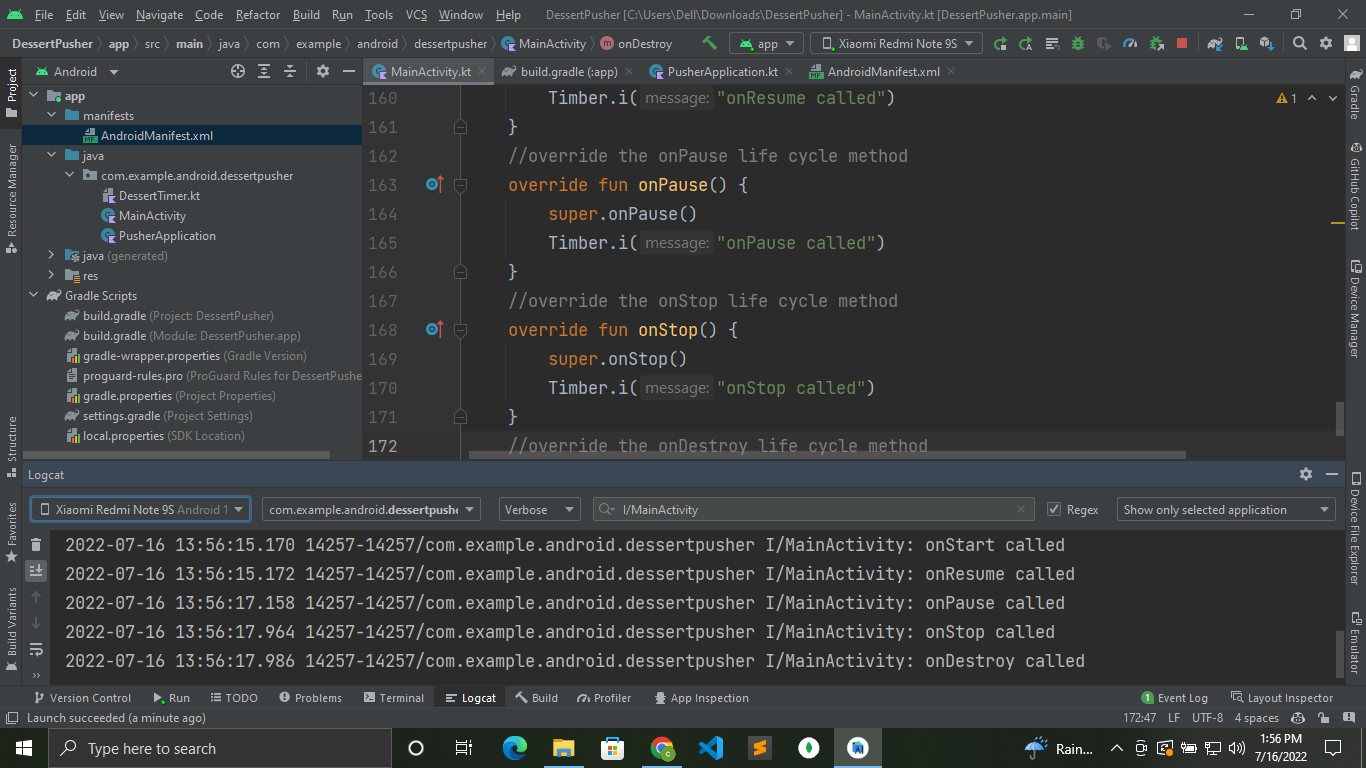 File Edit View Navigate Code Refactor Build Run Tools VCS Window Help DessertPusher [C:\Users\Dell\Downloads\DessertPusher] - MainActivity.kt [DessertPusher.app.main]
DessertPusher app src main java com example android dessertpusher MainActivity onDestroy app Xiaomi Redmi Note 9S
Android
MainActivity.kt build.gradle (:app) PusherApplication.kt AndroidManifest.xml
Project
Resource Manager
Structure
Favorites
Build Variants
app
manifests
AndroidManifest.xml
java
com.example.android.dessertpusher
DessertTimer.kt
MainActivity
PusherApplication
java (generated)
res
Gradle Scripts
build.gradle (Project: DessertPusher)
build.gradle (Module: DessertPusher.app)
gradle-wrapper.properties (Gradle Version)
proguard-rules.pro (ProGuard Rules for DessertPushe
gradle.properties (Project Properties)
settings.gradle (Project Settings)
local.properties (SDK Location)
160 Timber.i( message: "onResume called")
161 }
162 //override the onPause life cycle method
163 override fun onPause() {
164 super.onPause()
165 Timber.i( message: "onPause called")
166 }
167 //override the onStop life cycle method
168 override fun onStop() {
169 super.onStop()
170 Timber.i( message: "onStop called")
171 }
172 //override the onDestroy life cycle method
1
Gradle
GitHub Copilot
Device Manager
Device File Explorer
Emulator
Logcat
Xiaomi Redmi Note 9S Android 1 com.example.android.dessertpushe Verbose I/MainActivity Regex Show only selected application
2022-07-16 13:56:15.170 14257-14257/com.example.android.dessertpusher I/MainActivity: onStart called
2022-07-16 13:56:15.172 14257-14257/com.example.android.dessertpusher I/MainActivity: onResume called
2022-07-16 13:56:17.158 14257-14257/com.example.android.dessertpusher I/MainActivity: onPause called
2022-07-16 13:56:17.964 14257-14257/com.example.android.dessertpusher I/MainActivity: onStop called
2022-07-16 13:56:17.986 14257-14257/com.example.android.dessertpusher I/MainActivity: onDestroy called
Version Control Run TODO Problems Terminal Logcat Build Profiler App Inspection 1 Event Log Layout Inspector
Launch succeeded (a minute ago) 172:47 LF UTF-8 4 spaces
Type here to search Rain... 1:56 PM
7/16/2022